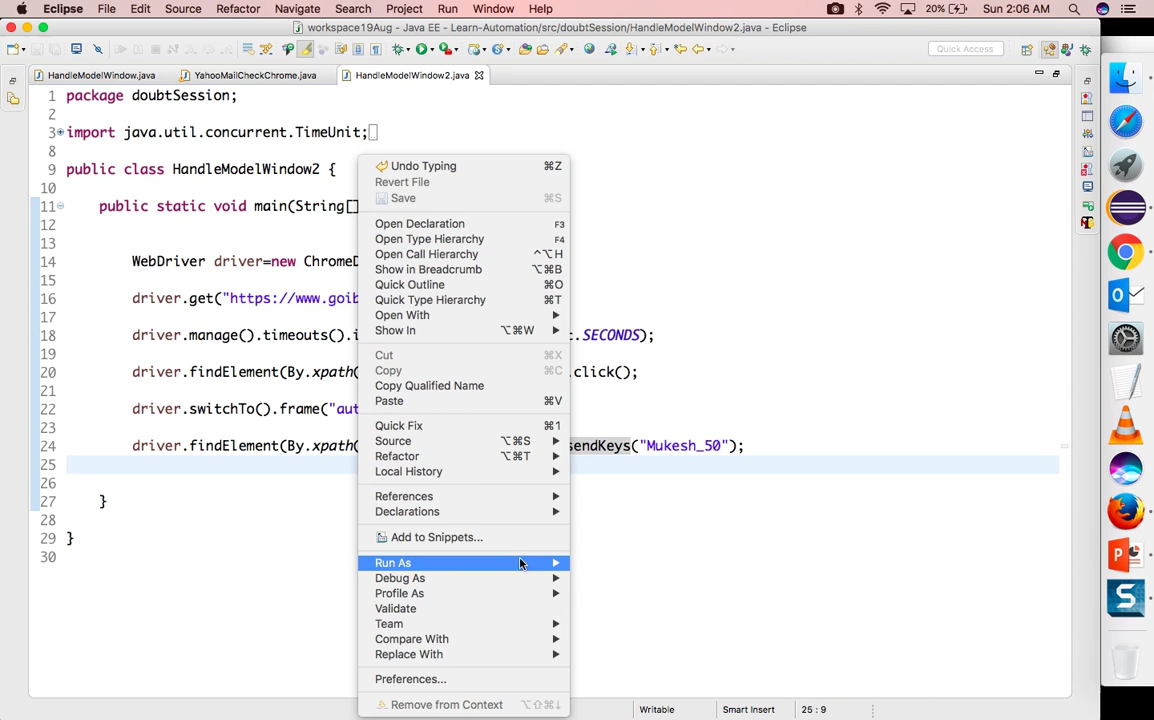 Eclipse File Edit Source Refactor Navigate Search Project Run Window Help 20% Sun 2:06 AM
workspace19Aug - Java EE - Learn-Automation/src/doubtSession/HandleModelWindow2.java - Eclipse
Quick Access
HandleModelWindow.java YahooMailCheckChrome.java HandleModelWindow2.java
1 package doubtSession;
2
3 import java.util.concurrent.TimeUnit;
8
9 public class HandleModelWindow2 {
10
11 public static void main(String[]
12
13
14 WebDriver driver=new ChromeD
15
16 driver.get("https://www.goib
17
18 driver.manage().timeouts().i .SECONDS);
19
20 driver.findElement(By.xpath( .click();
21
22 driver.switchTo().frame("aut
23
24 driver.findElement(By.xpath( sendKeys("Mukesh_50");
25
26
27 }
28
29 }
30
Undo Typing ⌘Z
Revert File
Save ⌘S
Open Declaration F3
Open Type Hierarchy F4
Open Call Hierarchy ^⌥H
Show in Breadcrumb ⌥⌘B
Quick Outline ⌘O
Quick Type Hierarchy ⌘T
Open With
Show In ⌥⌘W
Cut ⌘X
Copy ⌘C
Copy Qualified Name
Paste ⌘V
Quick Fix ⌘1
Source ⌥⌘S
Refactor ⌥⌘T
Local History
References
Declarations
Add to Snippets...
Run As
Debug As
Profile As
Validate
Team
Compare With
Replace With
Preferences...
Remove from Context ⌥⇧⌘↓
Writable Smart Insert 25 : 9